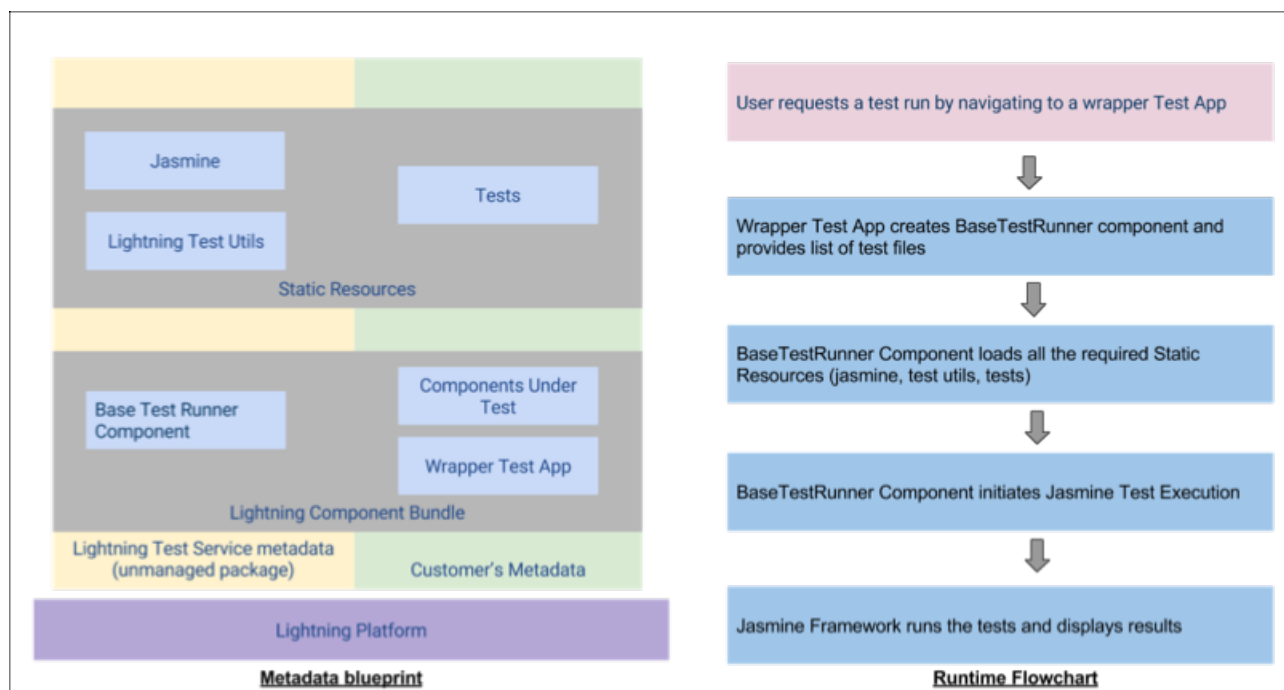 Jasmine
Tests
Lightning Test Utils
Static Resources
Components Under
Test
Base Test Runner
Component
Wrapper Test App
Lightning Component Bundle
Lightning Test Service metadata
(unmanaged package)
Customer's Metadata
Lightning Platform
Metadata blueprint
User requests a test run by navigating to a wrapper Test App
Wrapper Test App creates BaseTestRunner component and
provides list of test files
BaseTestRunner Component loads all the required Static
Resources (jasmine, test utils, tests)
BaseTestRunner Component initiates Jasmine Test Execution
Jasmine Framework runs the tests and displays results
Runtime Flowchart